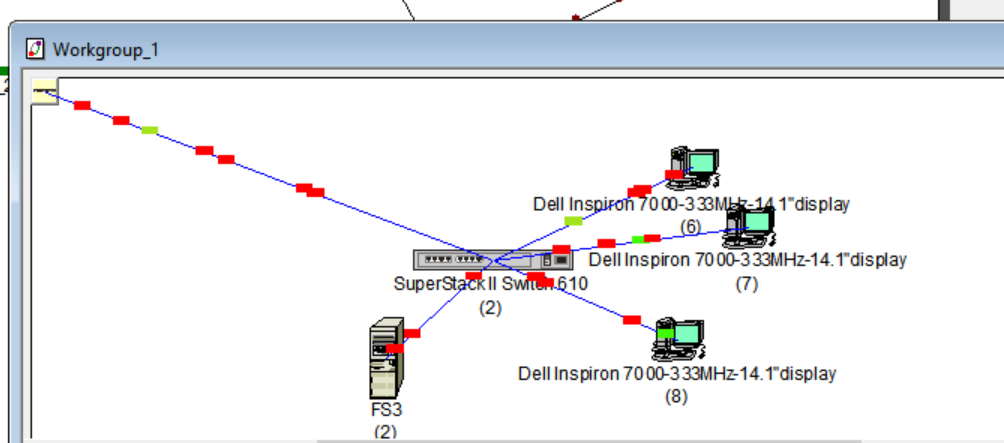 Workgroup_1
Dell Inspiron 7000-333MHz-14.1"display
(6)
Dell Inspiron 7000-333MHz-14.1"display
(7)
SuperStack II Switch 610
(2)
Dell Inspiron 7000-333MHz-14.1"display
(8)
FS3
(2)